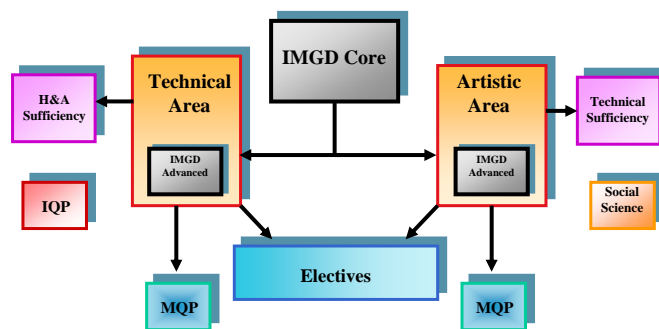 IMGD Core
Technical
Area
Artistic
Area
H&A
Sufficiency
Technical
Sufficiency
IMGD
Advanced
IMGD
Advanced
IQP
Social
Science
Electives
MQP
MQP